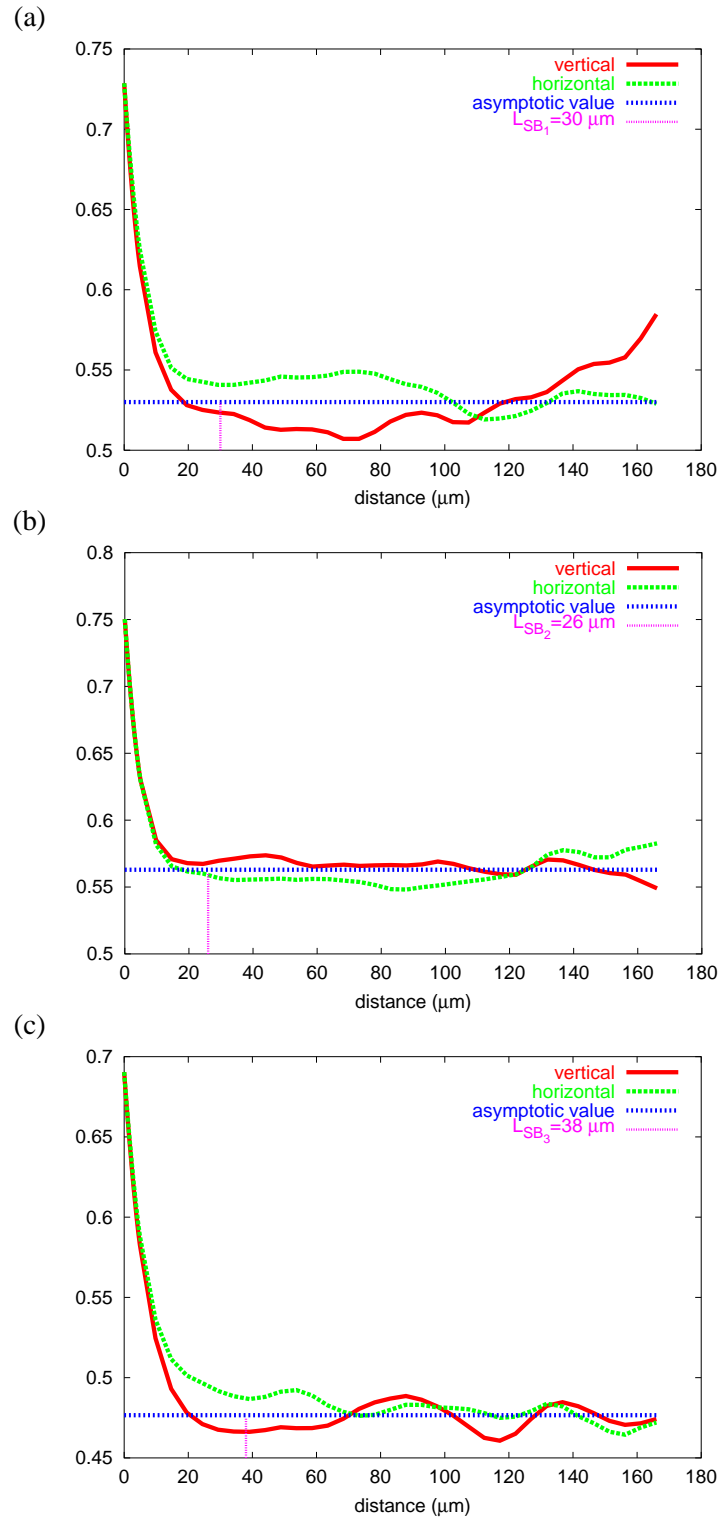 (a)
0.75
0.7
0.65
0.6
0.55
0.5
vertical
horizontal
asymptotic value
L_SB_1=30 μm
0 20 40 60 80 100 120 140 160 180
distance (μm)
(b)
0.8
0.75
0.7
0.65
0.6
0.55
0.5
vertical
horizontal
asymptotic value
L_SB_2=26 μm
0 20 40 60 80 100 120 140 160 180
distance (μm)
(c)
0.7
0.65
0.6
0.55
0.5
0.45
vertical
horizontal
asymptotic value
L_SB_3=38 μm
0 20 40 60 80 100 120 140 160 180
distance (μm)